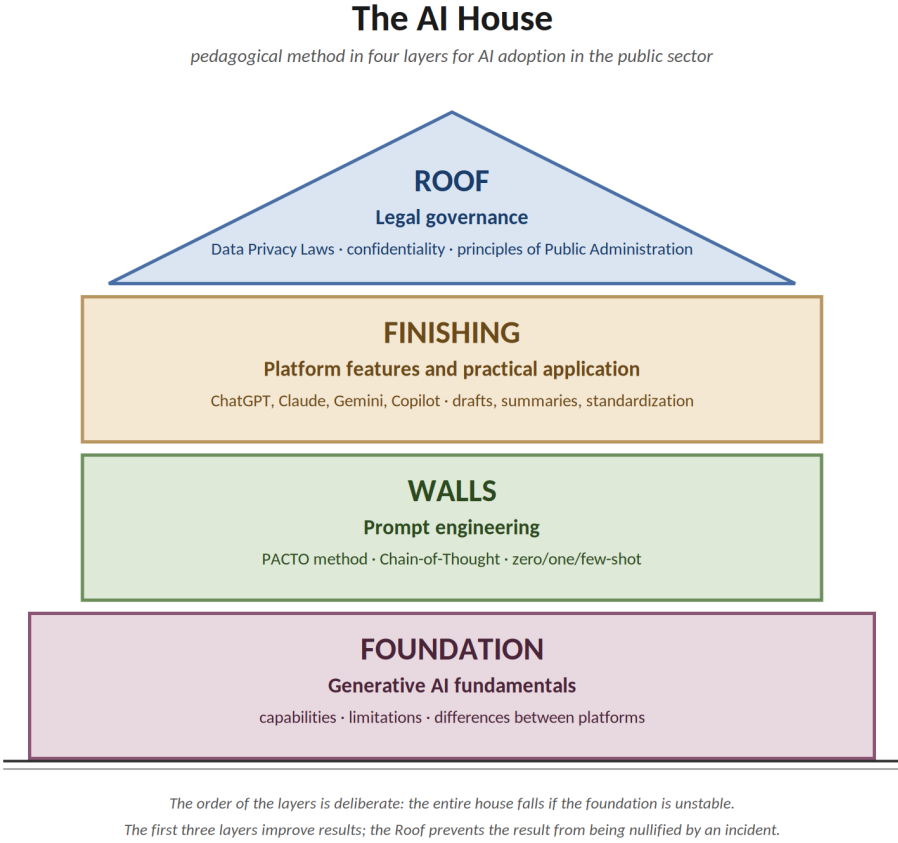 The AI House
pedagogical method in four layers for AI adoption in the public sector
ROOF
Legal governance
Data Privacy Laws · confidentiality · principles of Public Administration
FINISHING
Platform features and practical application
ChatGPT, Claude, Gemini, Copilot · drafts, summaries, standardization
WALLS
Prompt engineering
PACTO method · Chain-of-Thought · zero/one/few-shot
FOUNDATION
Generative AI fundamentals
capabilities · limitations · differences between platforms
The order of the layers is deliberate: the entire house falls if the foundation is unstable.
The first three layers improve results; the Roof prevents the result from being nullified by an incident.